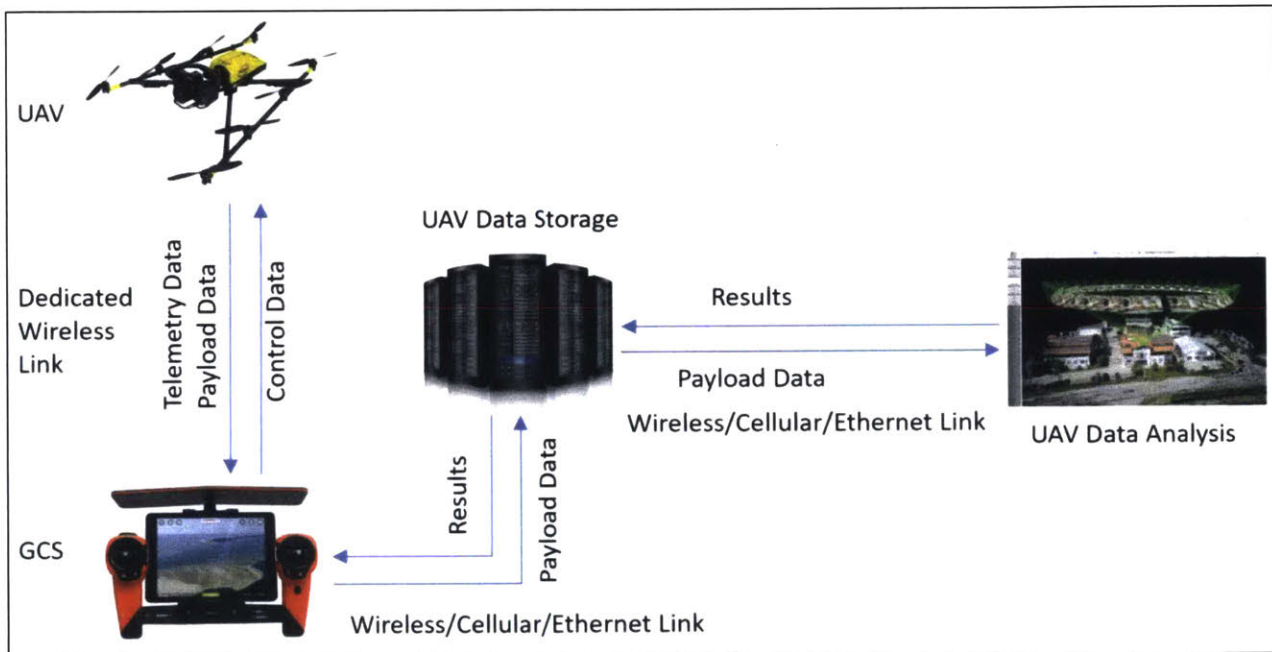 UAV
UAV Data Storage
Dedicated
Wireless
Link
Telemetry Data
Payload Data
Control Data
Results
Payload Data
Wireless/Cellular/Ethernet Link
UAV Data Analysis
Results
Payload Data
GCS
Wireless/Cellular/Ethernet Link